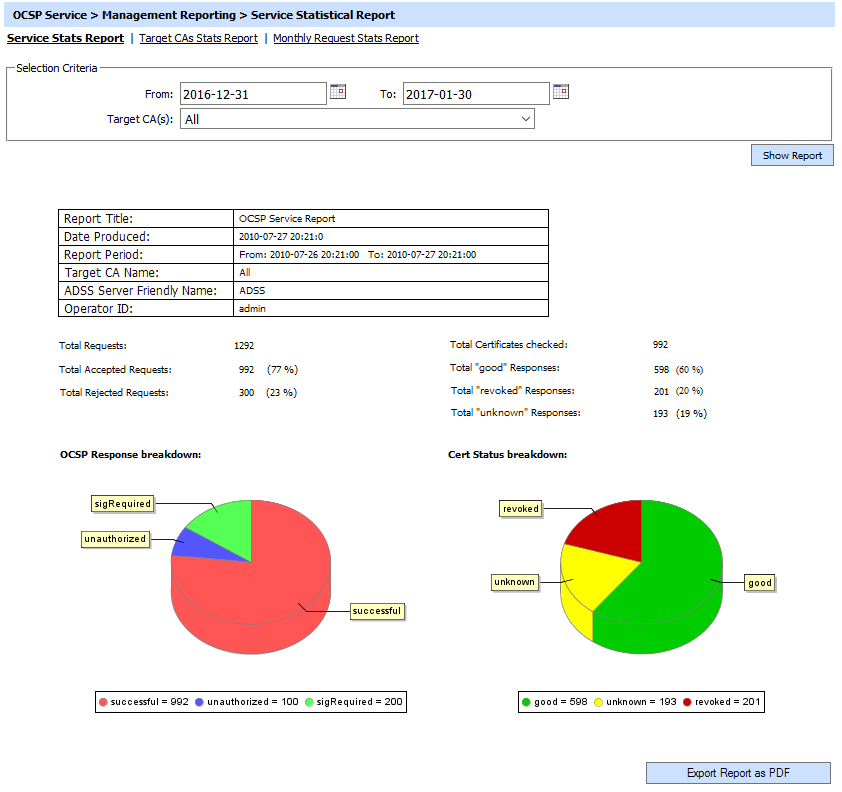 OCSP Service > Management Reporting > Service Statistical Report
Service Stats Report | Target CAs Stats Report | Monthly Request Stats Report
Selection Criteria
From: 2016-12-31 To: 2017-01-30
Target CA(s): All
Show Report
Report Title: OCSP Service Report
Date Produced: 2010-07-27 20:21:0
Report Period: From: 2010-07-26 20:21:00 To: 2010-07-27 20:21:00
Target CA Name: All
ADSS Server Friendly Name: ADSS
Operator ID: admin
Total Requests: 1292
Total Accepted Requests: 992 (77 %)
Total Rejected Requests: 300 (23 %)
Total Certificates checked: 992
Total "good" Responses: 598 (60 %)
Total "revoked" Responses: 201 (20 %)
Total "unknown" Responses: 193 (19 %)
OCSP Response breakdown:
sigRequired
unauthorized
successful
successful = 992 unauthorized = 100 sigRequired = 200
Cert Status breakdown:
revoked
unknown
good
good = 598 unknown = 193 revoked = 201
Export Report as PDF